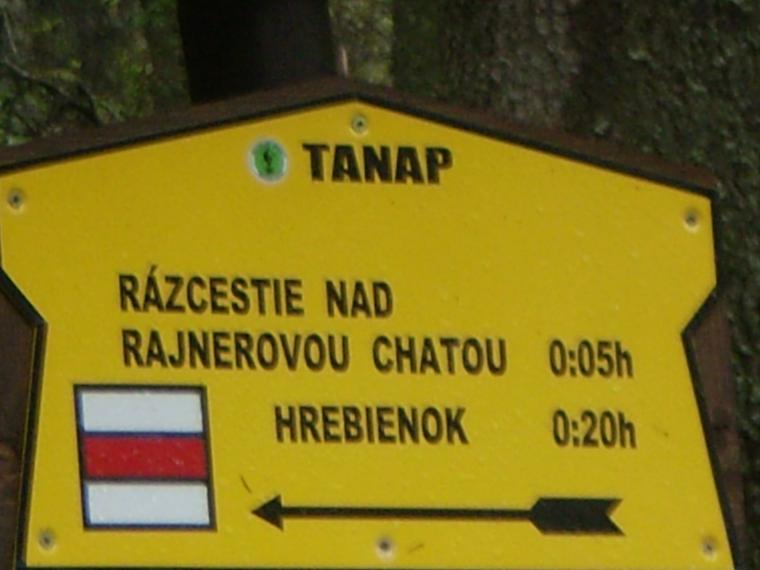 TANAP
RÁZCESTIE NAD
RAJNEROVOU CHATOU 0:05h
HREBIENOK 0:20h